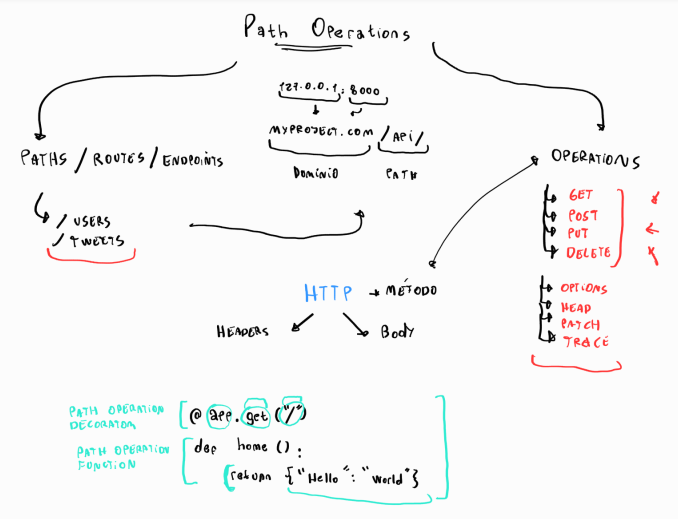 Path Operations
127.0.0.1:8000
MYPROYECT.COM /API/
DOMINIO PATH
PATHS / ROUTES / ENDPOINTS
/ USERS
/ TWEETS
OPERATIONS
GET
POST
PUT
DELETE
OPTIONS
HEAD
PATCH
TRACE
HTTP → MÉTODO
HEADERS Body
PATH OPERATION
DECORATOR
@ app.get ("/")
PATH OPERATION
FUNCTION
def home ():
return {"Hello": "World"}